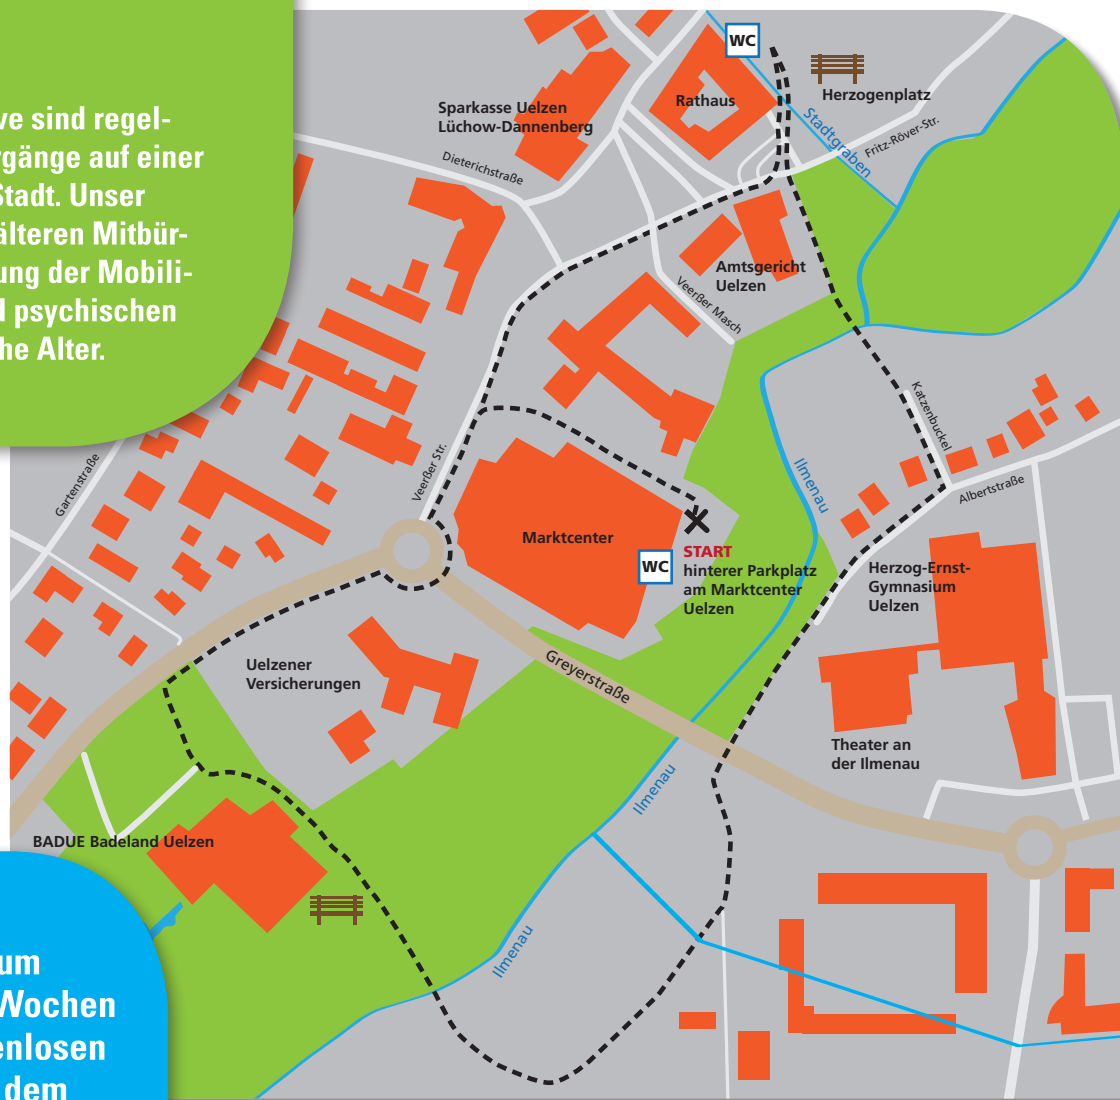 ve sind regel-
rgänge auf einer
Stadt. Unser
älteren Mitbür-
ung der Mobili-
psychischen
he Alter.
WC
Sparkasse Uelzen
Lüchow-Dannenberg
Rathaus
Herzogenplatz
Stadtgraben
Fritz-Röver-Str.
Dieterichstraße
Amtsgericht
Uelzen
Veerßer Masch
Katzenbuckel
Gartenstraße
Veerßer Str.
Ilmenau
Albertstraße
Marktcenter
WC
START
hinterer Parkplatz
am Marktcenter
Uelzen
Herzog-Ernst-
Gymnasium
Uelzen
Uelzener
Versicherungen
Greyerstraße
Theater an
der Ilmenau
Ilmenau
BADUE Badeland Uelzen
Ilmenau
um
Wochen
enlosen
dem